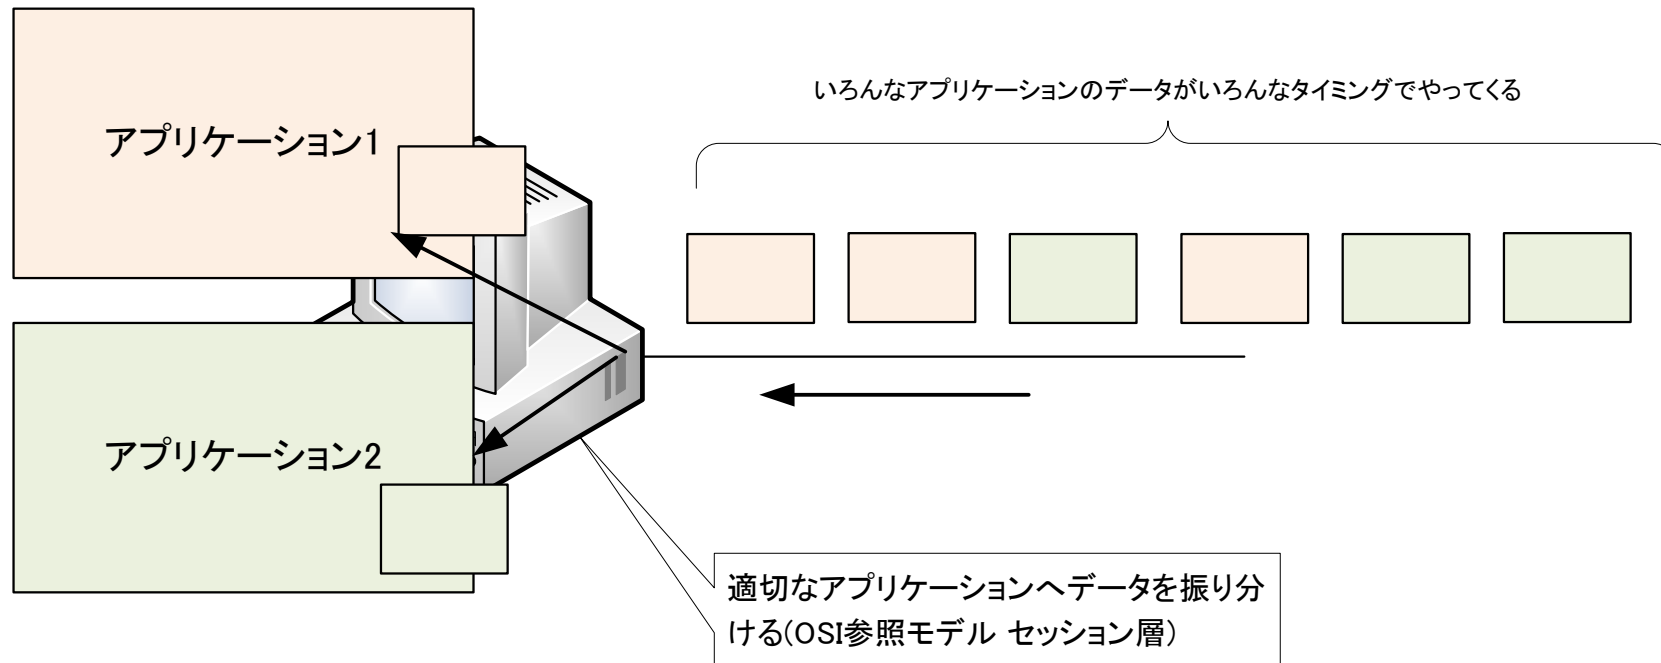 いろんなアプリケーションのデータがいろんなタイミングでやってくる
アプリケーション1
アプリケーション2
適切なアプリケーションへデータを振り分
ける(OSI参照モデル セッション層)